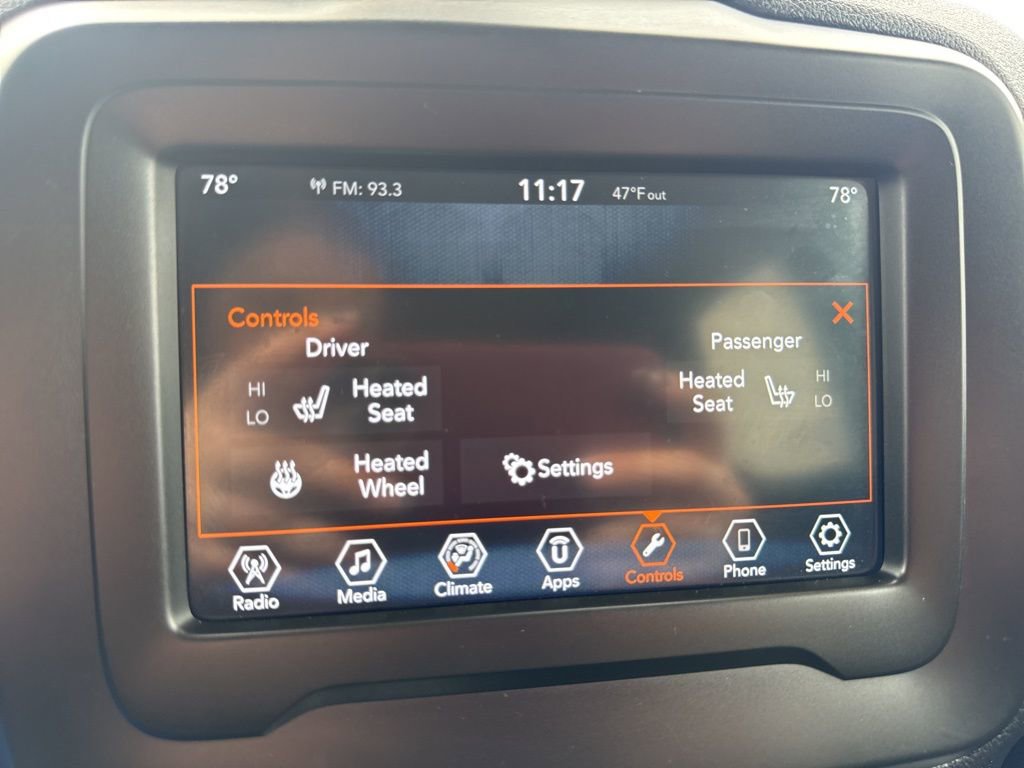 78° FM: 93.3 11:17 47°F out 78°
Controls
Driver
Passenger
HI
LO
Heated
Seat
Heated
Seat
HI
LO
Heated
Wheel
Settings
Radio Media Climate Apps Controls Phone Settings